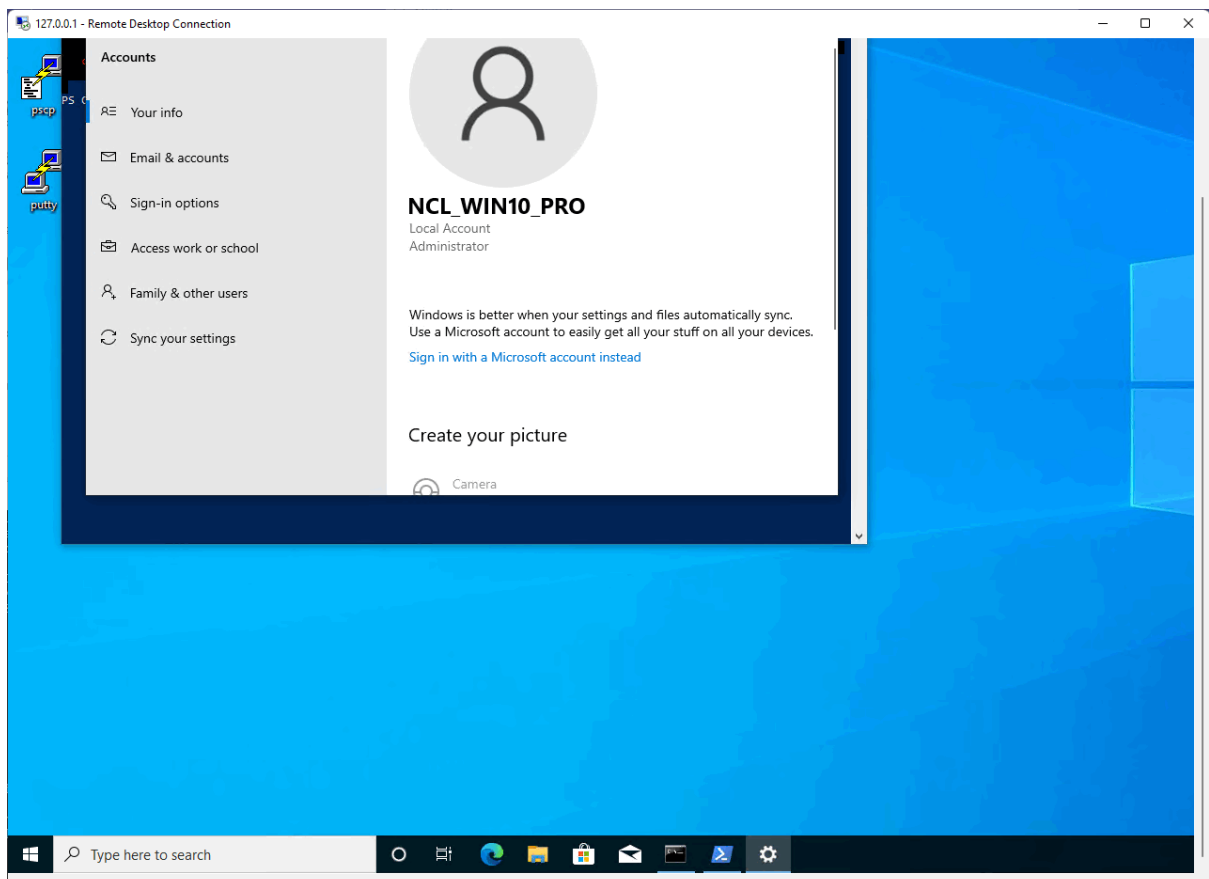 127.0.0.1 - Remote Desktop Connection
pscp
putty
PS C
Accounts
Your info
Email & accounts
Sign-in options
Access work or school
Family & other users
Sync your settings
NCL_WIN10_PRO
Local Account
Administrator
Windows is better when your settings and files automatically sync.
Use a Microsoft account to easily get all your stuff on all your devices.
Sign in with a Microsoft account instead
Create your picture
Camera
Type here to search